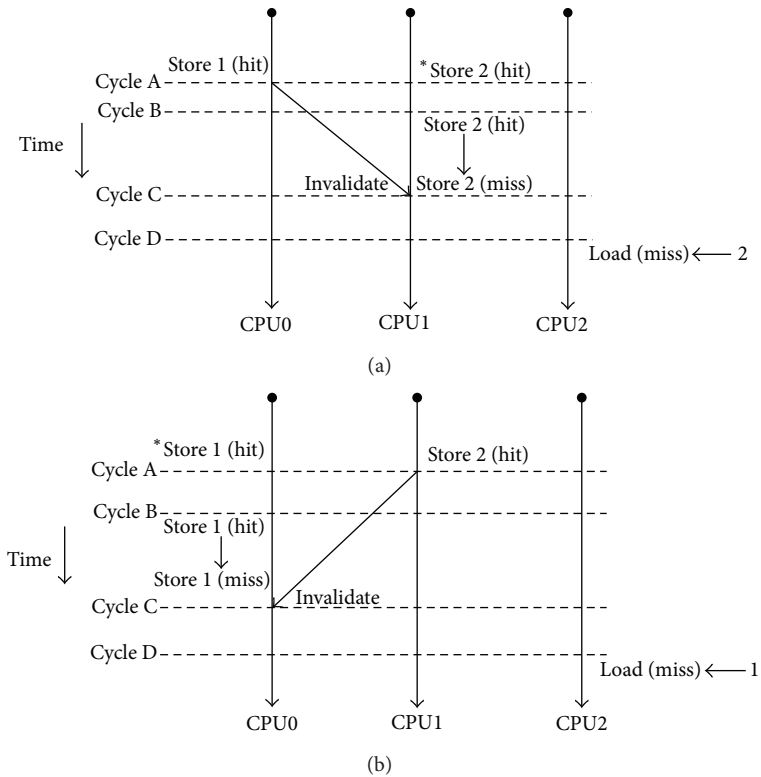 Store 1 (hit)
*Store 2 (hit)
Cycle A
Cycle B
Store 2 (hit)
Time
Invalidate
Store 2 (miss)
Cycle C
Cycle D
Load (miss)
2
CPU0
CPU1
CPU2
(a)
*Store 1 (hit)
Store 2 (hit)
Cycle A
Cycle B
Store 1 (hit)
Time
Store 1 (miss)
Invalidate
Cycle C
Cycle D
Load (miss)
1
CPU0
CPU1
CPU2
(b)